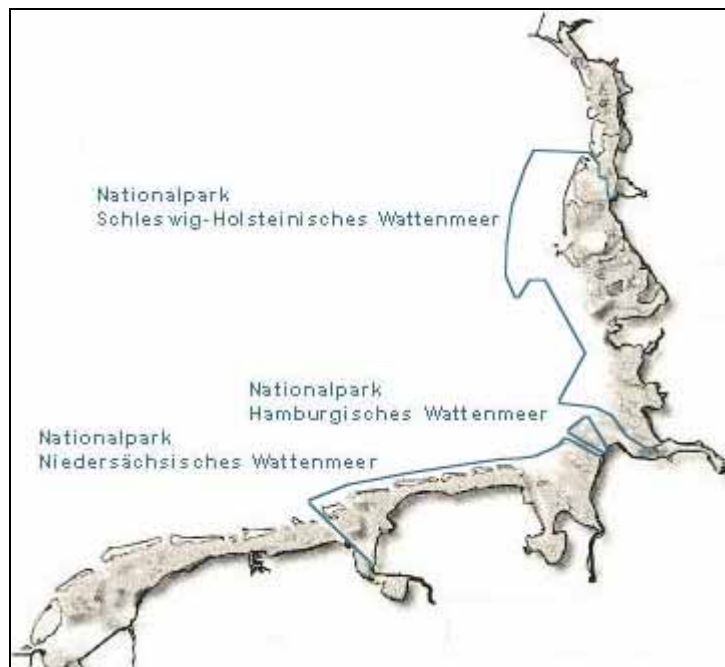 Nationalpark
Schleswig-Holsteinisches Wattenmeer
Nationalpark
Hamburgisches Wattenmeer
Nationalpark
Niedersächsisches Wattenmeer